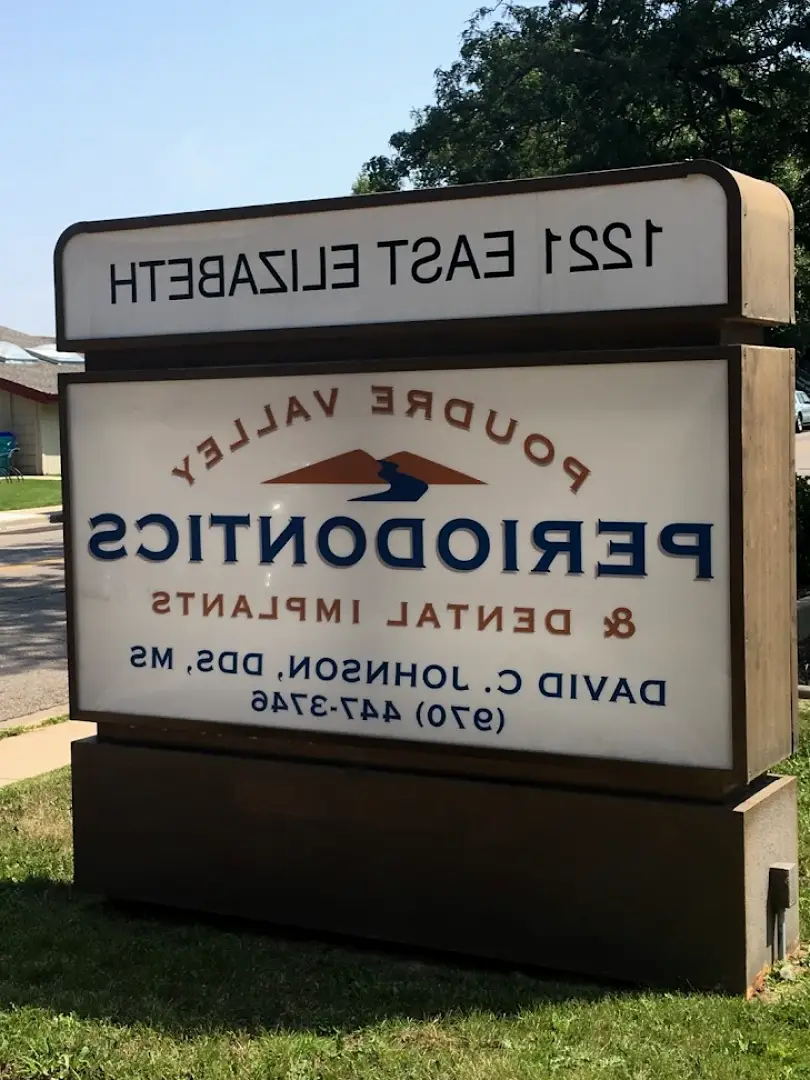 1221 EAST ELIZABETH
POUDRE VALLEY
PERIODONTICS
& DENTAL IMPLANTS
DAVID C. JOHNSON, DDS, MS
(970) 447-3746